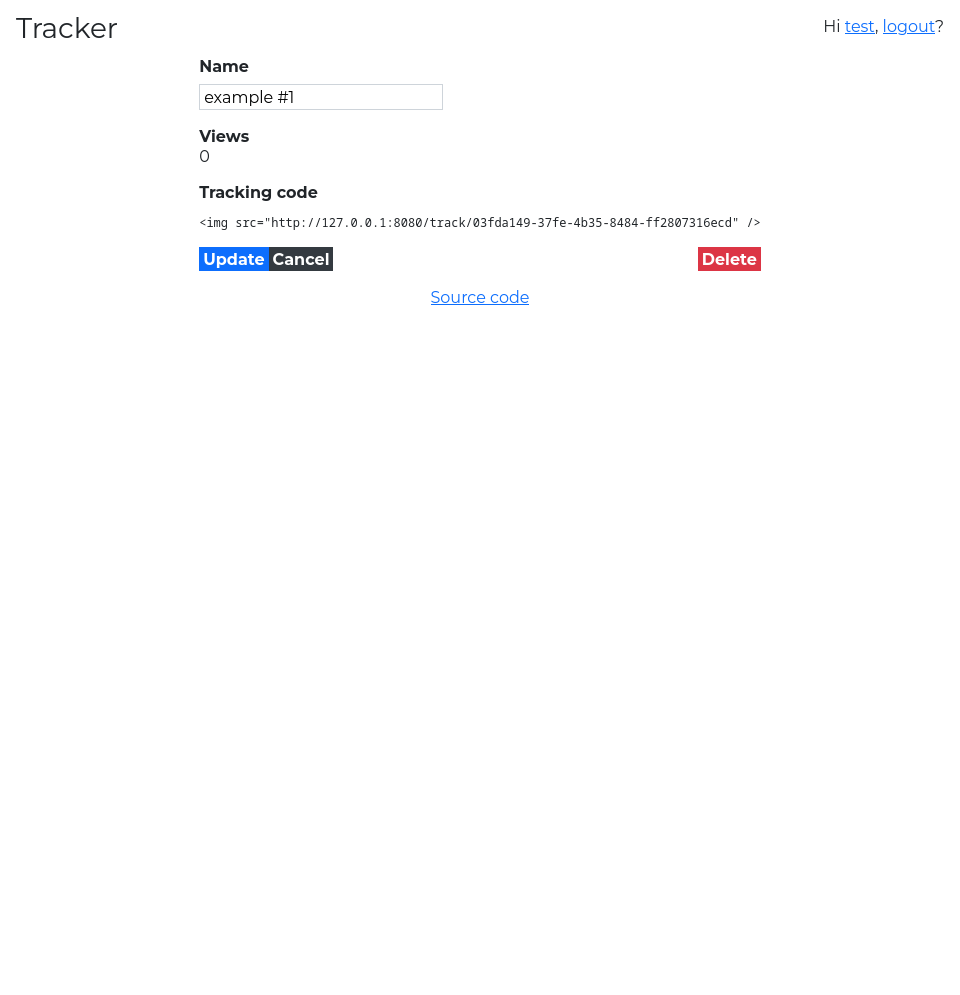 Tracker
Hi test, logout?
Name
example #1
Views
0
Tracking code
<img src="http://127.0.0.1:8080/track/03fda149-37fe-4b35-8484-ff2807316ecd" />
Update Cancel Delete
Source code